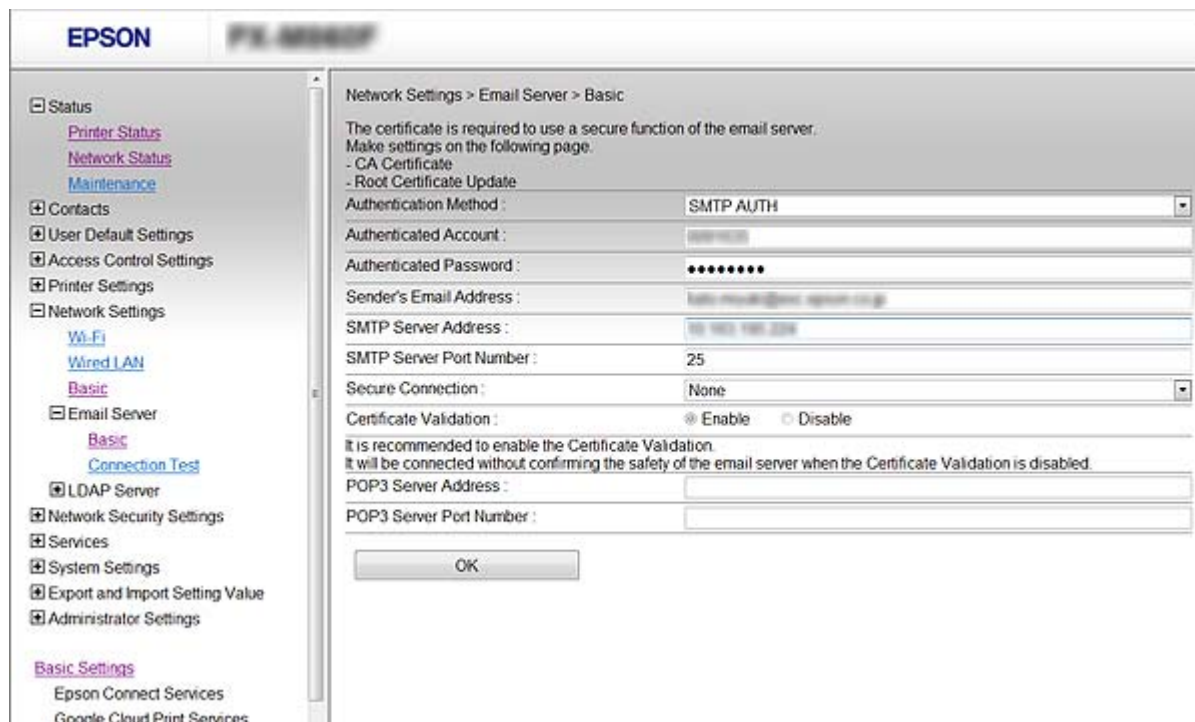 EPSON
Status
Printer Status
Network Status
Maintenance
Contacts
User Default Settings
Access Control Settings
Printer Settings
Network Settings
Wi-Fi
Wired LAN
Basic
Email Server
Basic
Connection Test
LDAP Server
Network Security Settings
Services
System Settings
Export and Import Setting Value
Administrator Settings
Basic Settings
Epson Connect Services
Google Cloud Print Services
Network Settings > Email Server > Basic
The certificate is required to use a secure function of the email server.
Make settings on the following page.
- CA Certificate
- Root Certificate Update
Authentication Method : SMTP AUTH
Authenticated Account :
Authenticated Password : ●●●●●●●●
Sender's Email Address :
SMTP Server Address :
SMTP Server Port Number : 25
Secure Connection : None
Certificate Validation : Enable Disable
It is recommended to enable the Certificate Validation.
It will be connected without confirming the safety of the email server when the Certificate Validation is disabled.
POP3 Server Address :
POP3 Server Port Number :
OK